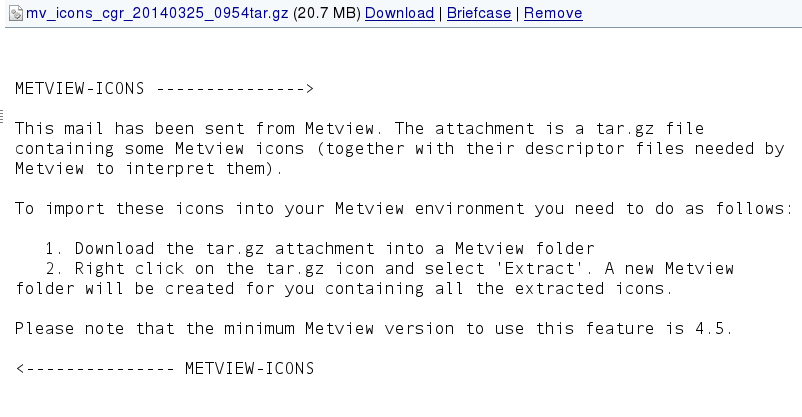 mv_icons_cgr_20140325_0954tar.gz (20.7 MB) Download | Briefcase | Remove
METVIEW-ICONS --------------->
This mail has been sent from Metview. The attachment is a tar.gz file
containing some Metview icons (together with their descriptor files needed by
Metview to interpret them).
To import these icons into your Metview environment you need to do as follows:
1. Download the tar.gz attachment into a Metview folder
2. Right click on the tar.gz icon and select 'Extract'. A new Metview
folder will be created for you containing all the extracted icons.
Please note that the minimum Metview version to use this feature is 4.5.
<--------------- METVIEW-ICONS